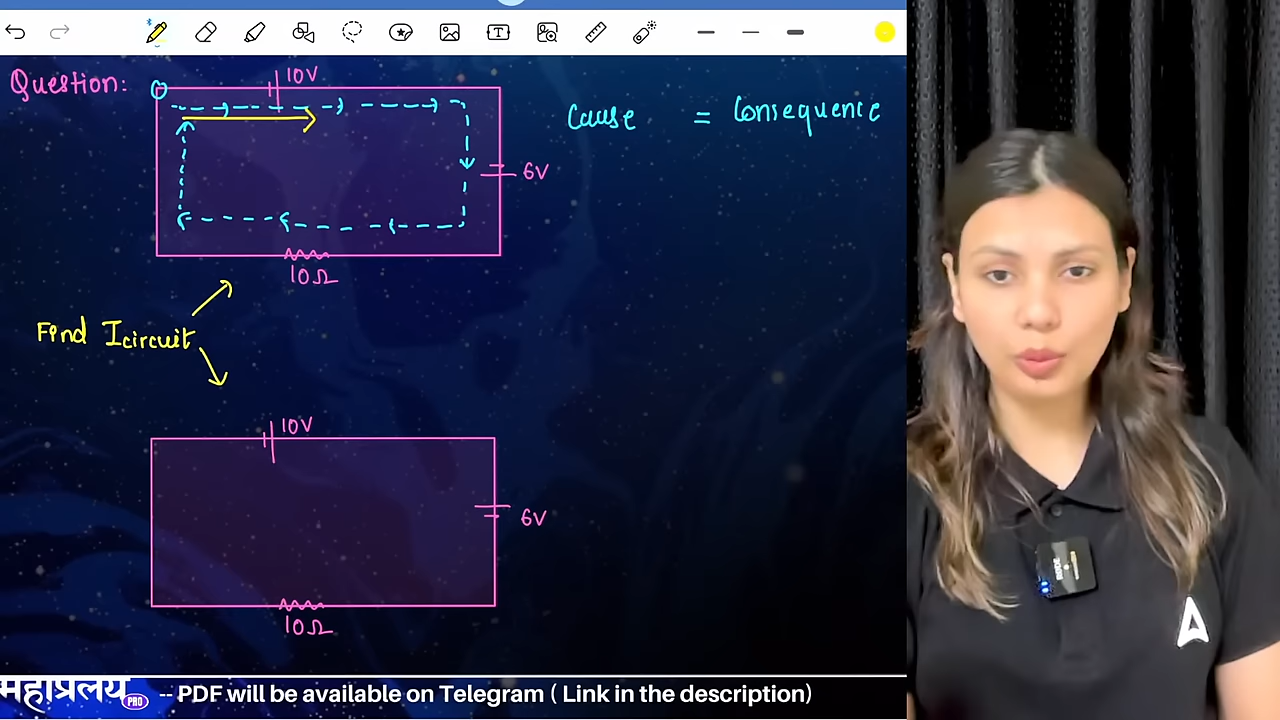 Question:
10V
Cause = Consequence
6V
10Ω
Find Icircuit
10V
6V
10Ω
महाप्रलय PRO -- PDF will be available on Telegram ( Link in the description)